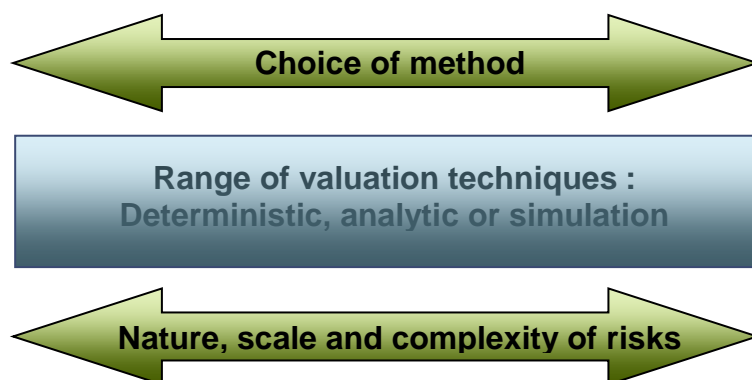 Choice of method
Range of valuation techniques :
Deterministic, analytic or simulation
Nature, scale and complexity of risks